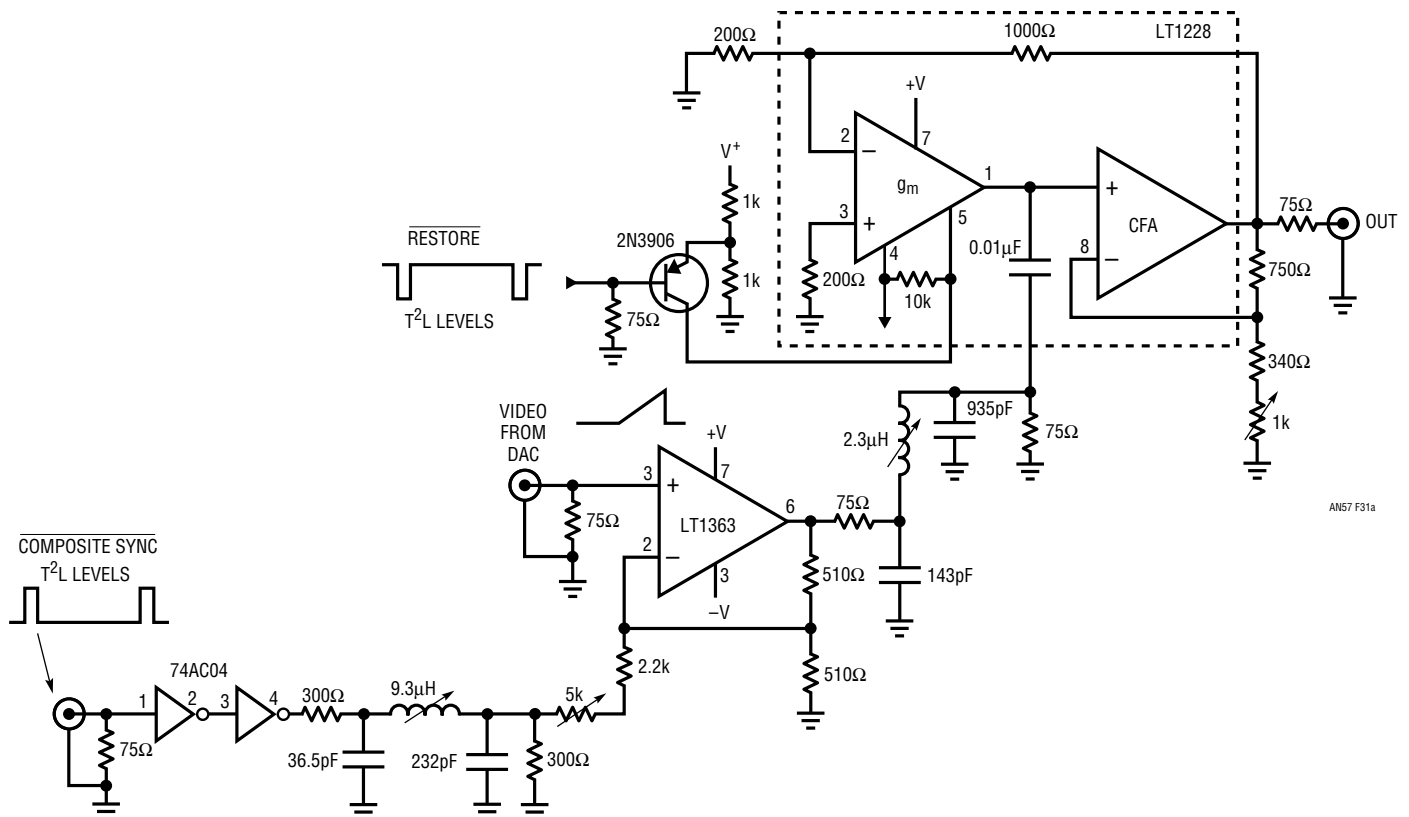 200Ω
1000Ω
LT1228
+V
7
2
−
gm
1
3
+
5
4
V+
1k
1k
2N3906
RESTORE
T2L LEVELS
75Ω
200Ω
10k
0.01µF
+
CFA
8
−
75Ω
OUT
750Ω
340Ω
1k
935pF
75Ω
2.3µH
VIDEO
FROM
DAC
+V
7
3
+
75Ω
LT1363
6
75Ω
2
−
3
−V
510Ω
143pF
510Ω
AN57 F31a
COMPOSITE SYNC
T2L LEVELS
74AC04
1
2
3
4
75Ω
300Ω
9.3µH
5k
2.2k
36.5pF
232pF
300Ω